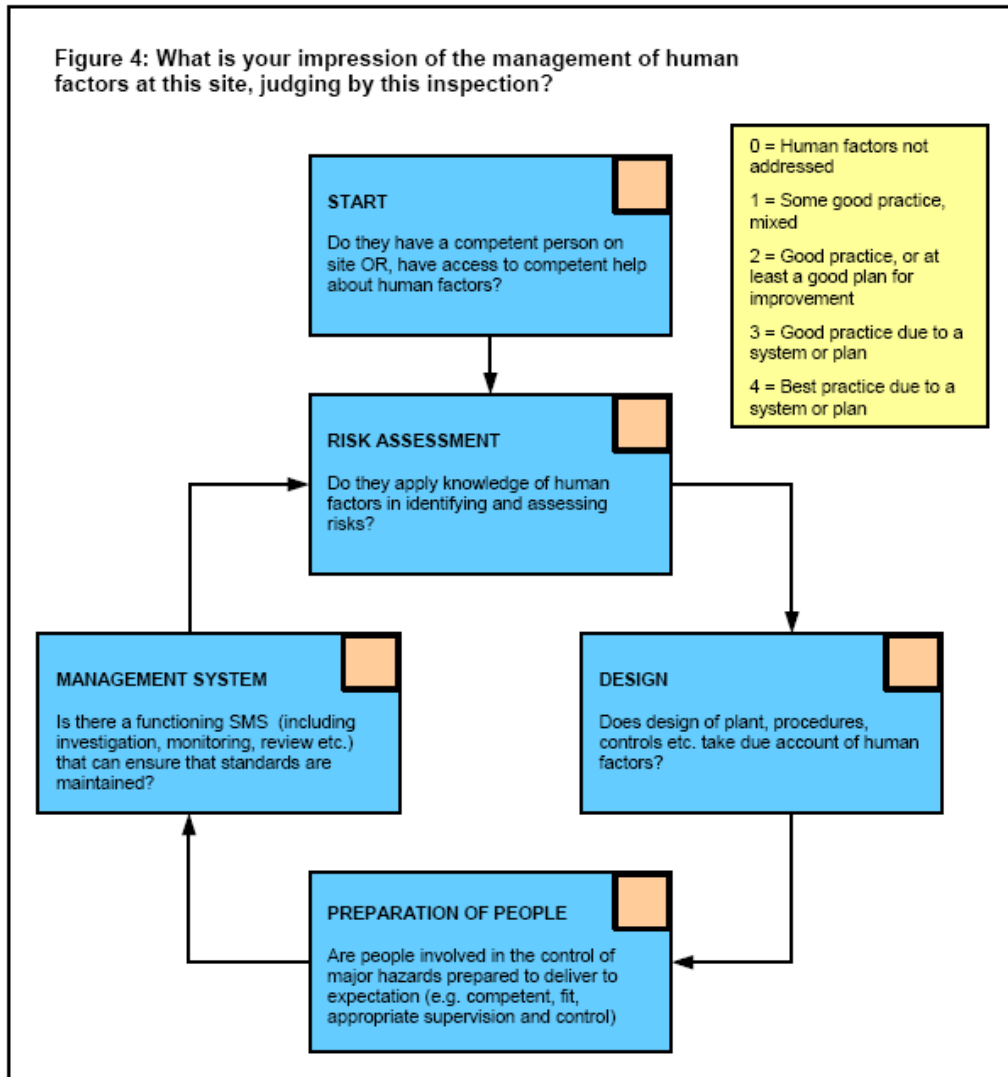 Figure 4: What is your impression of the management of human
factors at this site, judging by this inspection?
0 = Human factors not
addressed
1 = Some good practice,
mixed
2 = Good practice, or at
least a good plan for
improvement
3 = Good practice due to a
system or plan
4 = Best practice due to a
system or plan
START
Do they have a competent person on
site OR, have access to competent help
about human factors?
RISK ASSESSMENT
Do they apply knowledge of human
factors in identifying and assessing
risks?
MANAGEMENT SYSTEM
Is there a functioning SMS (including
investigation, monitoring, review etc.)
that can ensure that standards are
maintained?
DESIGN
Does design of plant, procedures,
controls etc. take due account of human
factors?
PREPARATION OF PEOPLE
Are people involved in the control of
major hazards prepared to deliver to
expectation (e.g. competent, fit,
appropriate supervision and control)